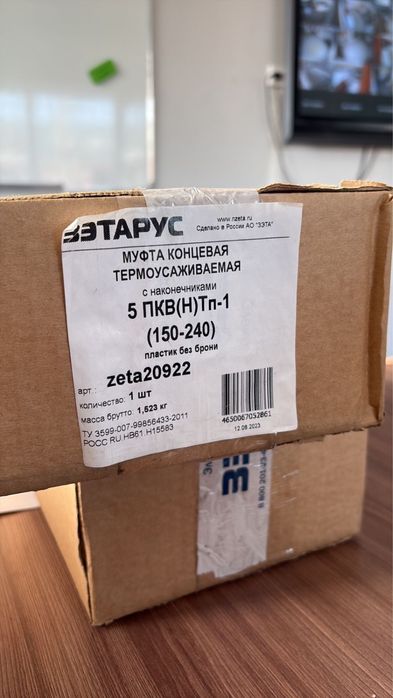 ЗЭТАРУС
www.nzeta.ru
Сделано в России АО "ЗЭТА"
МУФТА КОНЦЕВАЯ
ТЕРМОУСАЖИВАЕМАЯ
с наконечниками
5 ПКВ(Н)Тп-1
(150-240)
пластик без брони
арт.: zeta20922
количество: 1 шт
масса брутто: 1,523 кг
ТУ 3599-007-99856433-2011
РОСС RU.НВ61.Н15583
4650067052861
12.08.2023